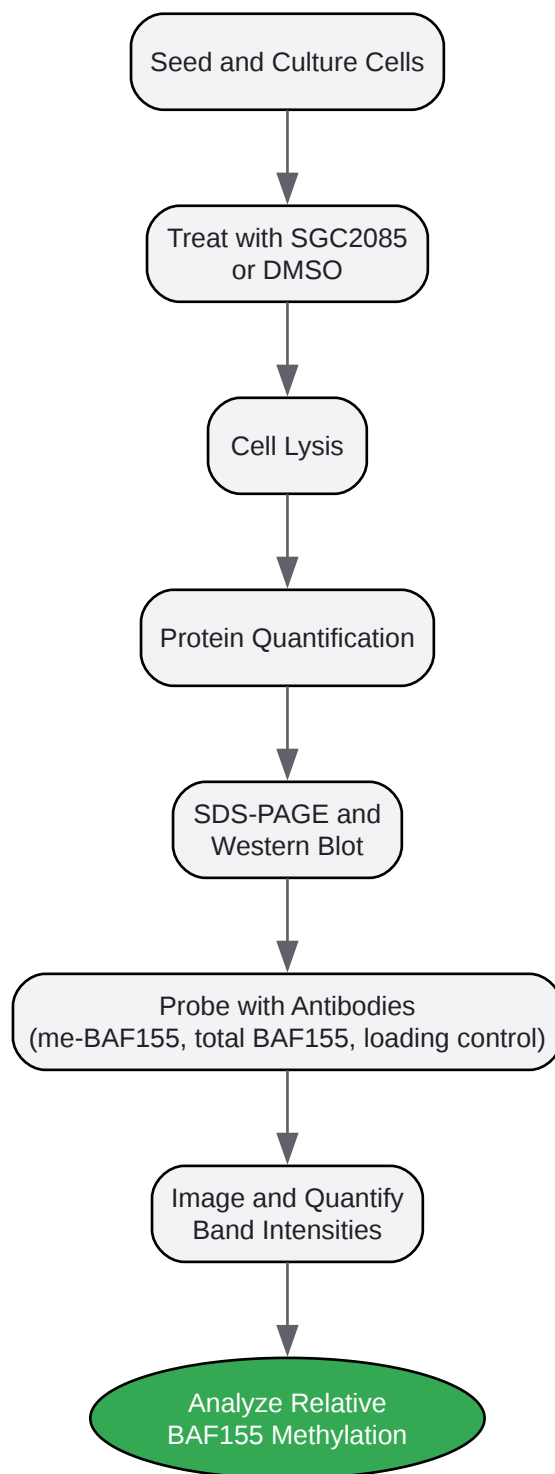 Seed and Culture Cells
Treat with SGC2085
or DMSO
Cell Lysis
Protein Quantification
SDS-PAGE and
Western Blot
Probe with Antibodies
(me-BAF155, total BAF155, loading control)
Image and Quantify
Band Intensities
Analyze Relative
BAF155 Methylation